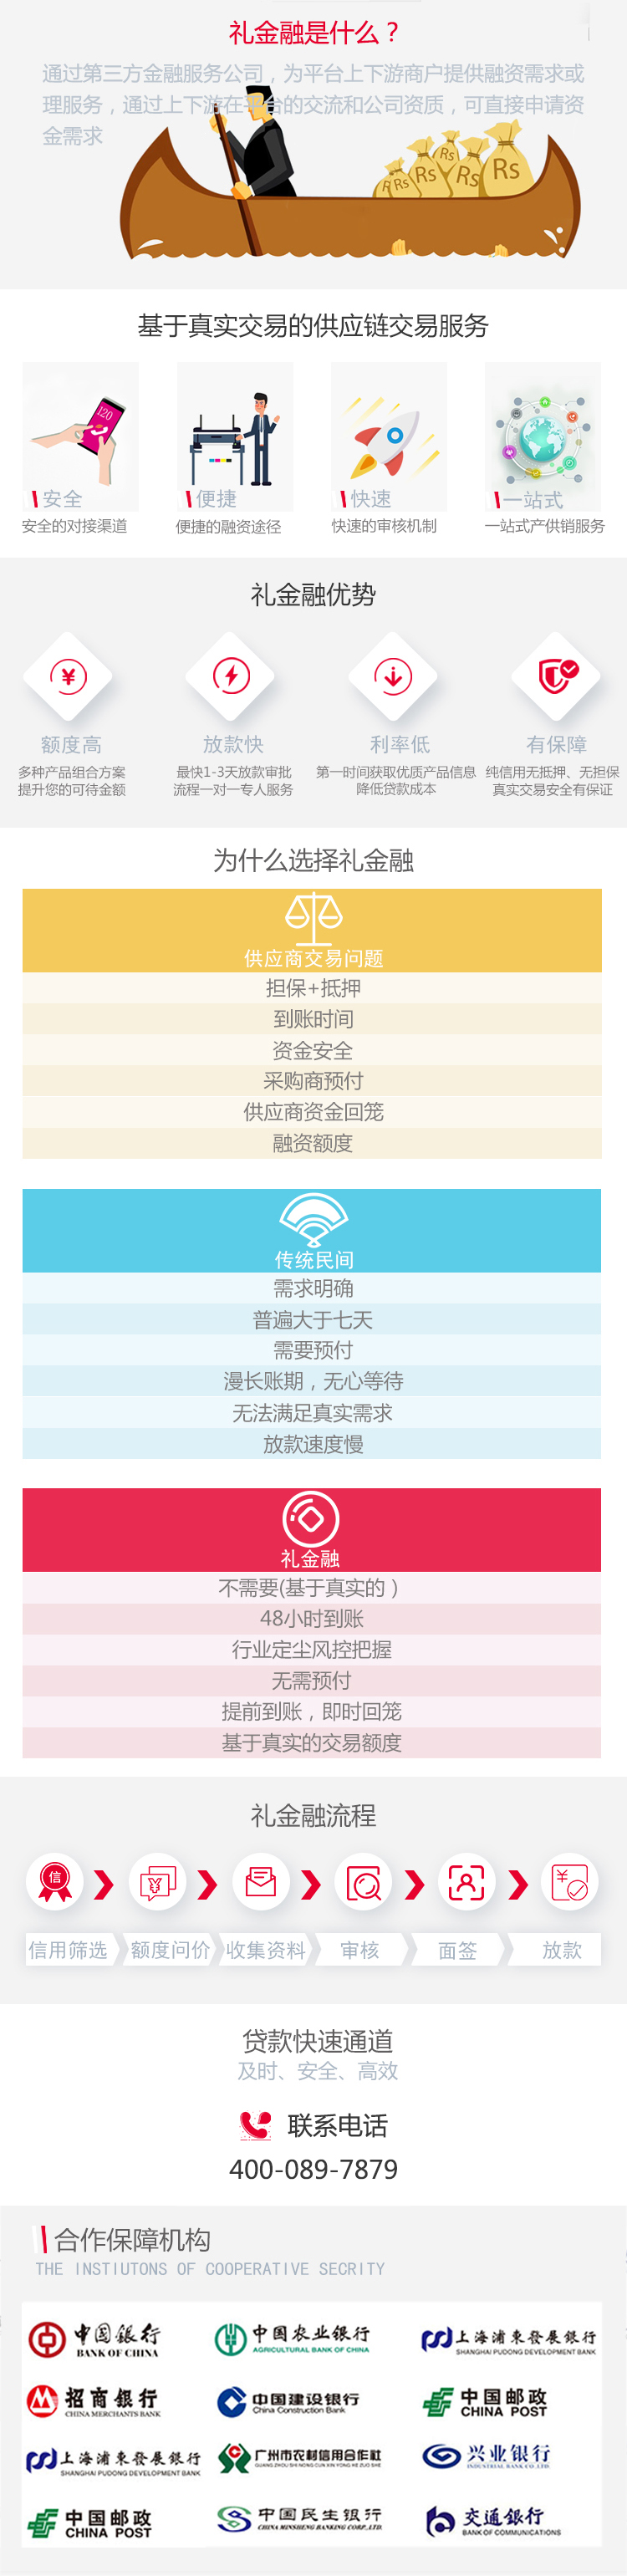 礼金融是什么？
通过第三方金融服务公司，为平台上下游商户提供融资需求或
理服务，通过上下游在平台的交流和公司资质，可直接申请资
金需求
Rs Rs Rs Rs Rs
基于真实交易的供应链交易服务
120
安全 便捷 快速 一站式
安全的对接渠道 便捷的融资途径 快速的审核机制 一站式产供销服务
礼金融优势
¥
额度高 放款快 利率低 有保障
多种产品组合方案 最快1-3天放款审批 第一时间获取优质产品信息 纯信用无抵押、无担保
提升您的可待金额 流程一对一专人服务 降低贷款成本 真实交易安全有保证
为什么选择礼金融
供应商交易问题
担保+抵押
到账时间
资金安全
采购商预付
供应商资金回笼
融资额度
传统民间
需求明确
普遍大于七天
需要预付
漫长账期，无心等待
无法满足真实需求
放款速度慢
礼金融
不需要(基于真实的）
48小时到账
行业定尘风控把握
无需预付
提前到账，即时回笼
基于真实的交易额度
礼金融流程
信 ¥ ¥
信用筛选 额度问价 收集资料 审核 面签 放款
贷款快速通道
及时、安全、高效
联系电话
400-089-7879
合作保障机构
THE INSTIUTONS OF COOPERATIVE SECRITY
中国银行 中国农业银行 上海浦东发展银行
BANK OF CHINA AGRICULTURAL BANK OF CHINA SHANGHAI PUDONG DEVELOPMENT BANK
招商银行 中国建设银行 中国邮政
CHINA MERCHANTS BANK China Construction Bank CHINA POST
上海浦東發展銀行 广州市农村信用合作社 兴业银行
SHANGHAI PUDONG DEVELOPMENT BANK GUANG ZHOU SHI NONG CUN XIN YONG HE ZUO SHE INDUSTRIAL BANK CO.,LTD.
中国邮政 中国民生银行 交通银行
CHINA POST CHINA MINSHENG BANKING CORP.,LTD. BANK OF COMMUNICATIONS